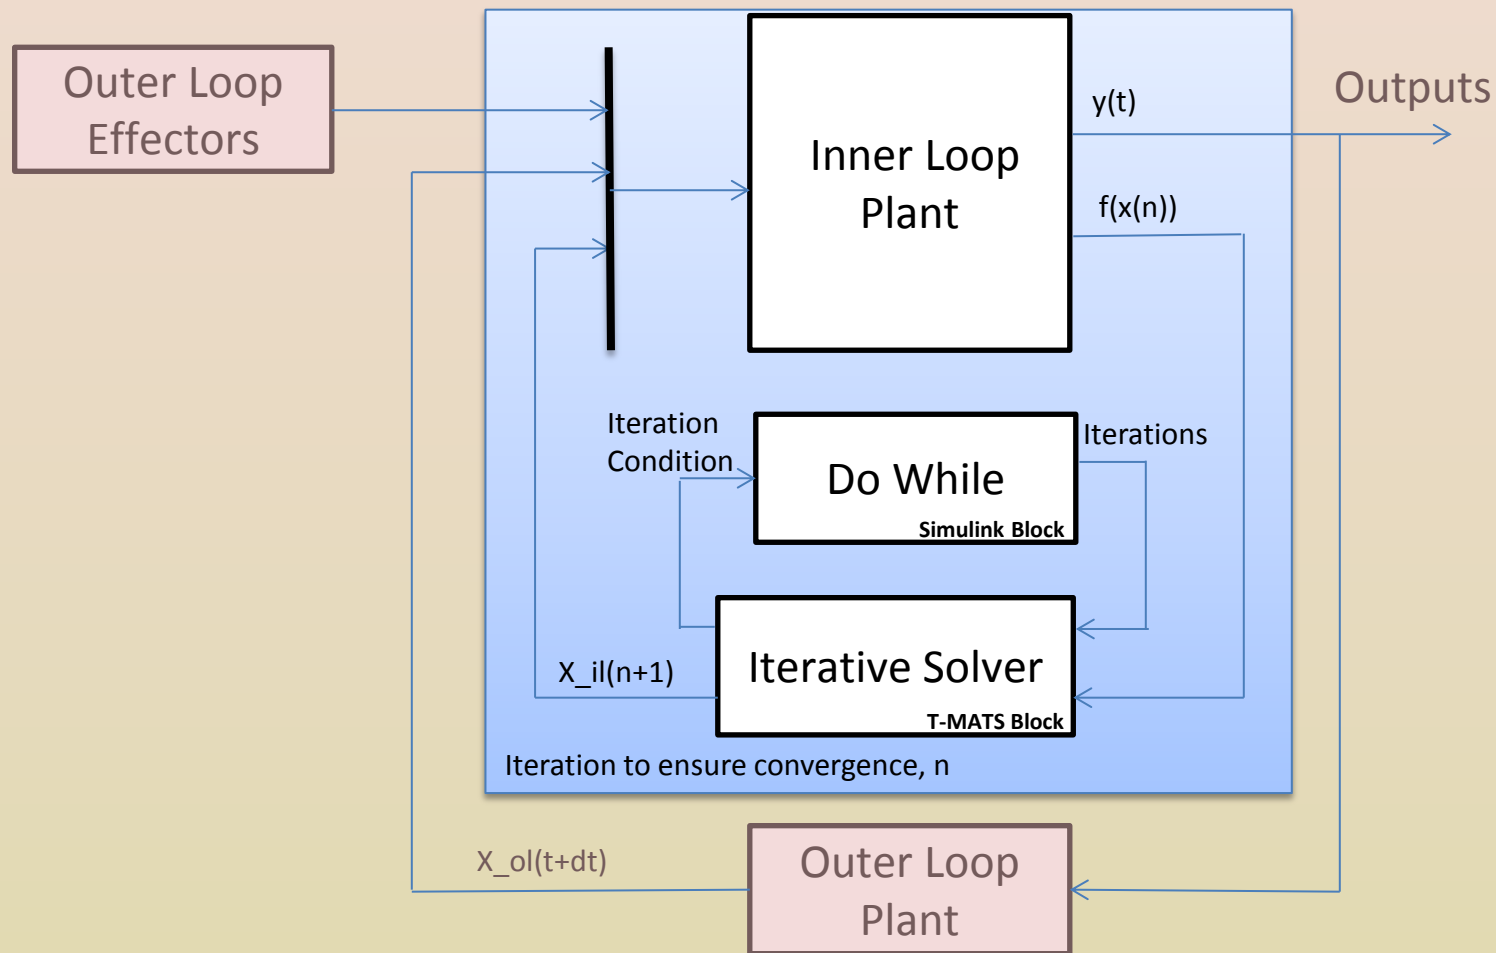 Outer Loop
Effectors
Inner Loop
Plant
y(t)
Outputs
f(x(n))
Iteration
Condition
Do While
Simulink Block
Iterations
Iterative Solver
T-MATS Block
X_il(n+1)
Iteration to ensure convergence, n
X_ol(t+dt)
Outer Loop
Plant